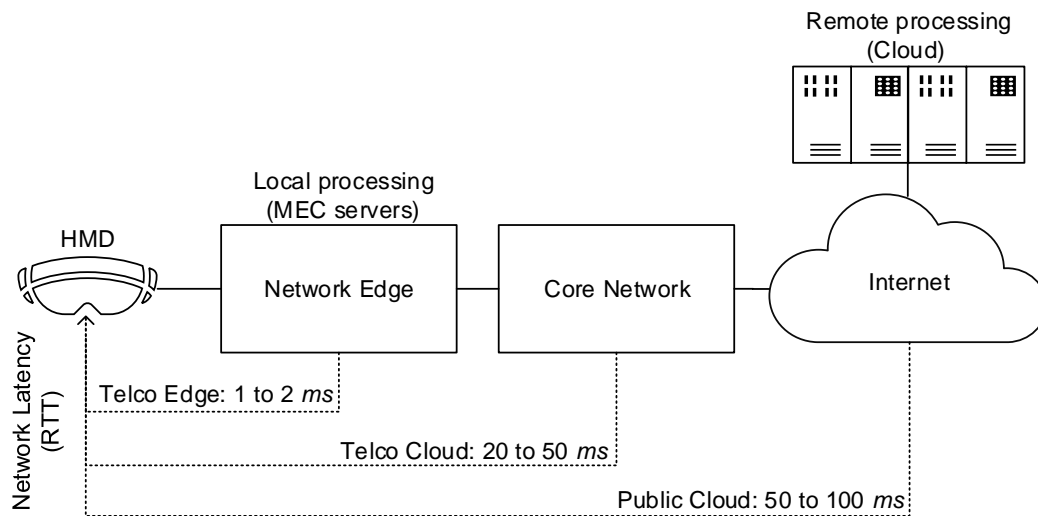 Remote processing
(Cloud)
Local processing
(MEC servers)
HMD
Network Edge
Core Network
Internet
Network Latency
(RTT)
Telco Edge: 1 to 2 ms
Telco Cloud: 20 to 50 ms
Public Cloud: 50 to 100 ms